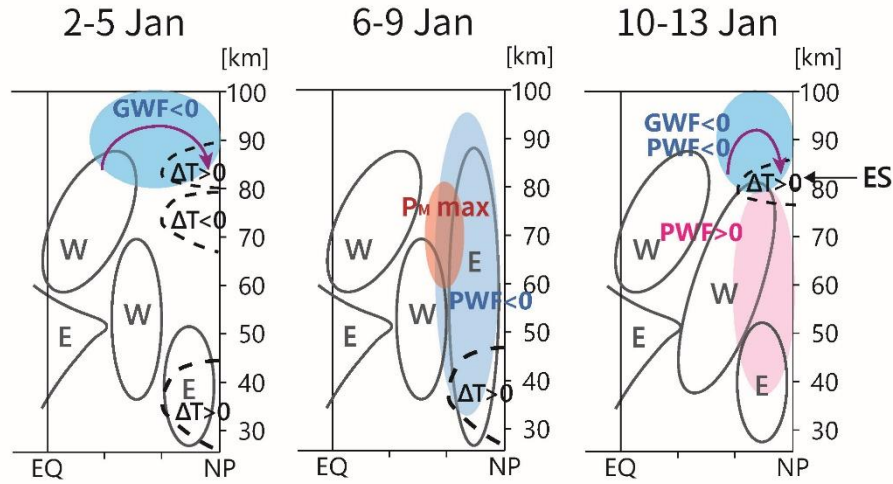 2-5 Jan
[km]
100
GWF<0
90
ΔT>0
80
ΔT<0
70
W
60
W
E
50
40
E
ΔT>0
30
EQ NP
6-9 Jan
[km]
100
90
80
PM max
70
W
E
60
PWF<0
W
E
50
40
ΔT>0
30
EQ NP
10-13 Jan
[km]
100
GWF<0
90
PWF<0
ΔT>0
ES
80
70
PWF>0
W
60
W
E
50
40
E
30
EQ NP